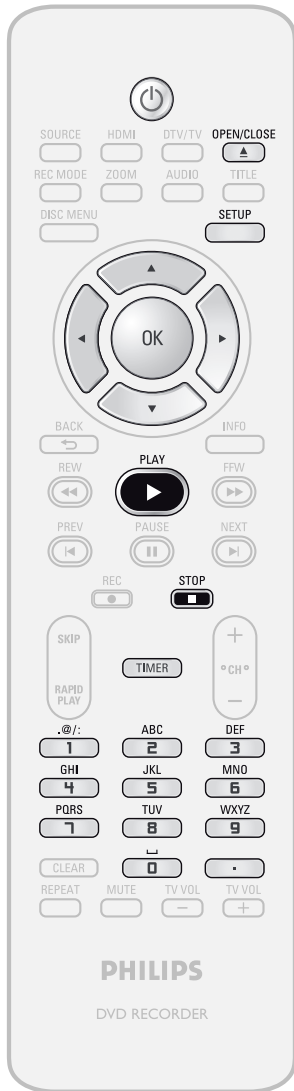 SOURCE HDMI DTV/TV OPEN/CLOSE
REC MODE ZOOM AUDIO TITLE
DISC MENU SETUP
OK
BACK INFO
REW PLAY FFW
PREV PAUSE NEXT
REC STOP
SKIP +
TIMER CH
RAPID
PLAY −
.@/: ABC DEF
1 2 3
GHI JKL MNO
4 5 6
PQRS TUV WXYZ
7 8 9
CLEAR 0 .
REPEAT MUTE TV VOL TV VOL
− +
PHILIPS
DVD RECORDER